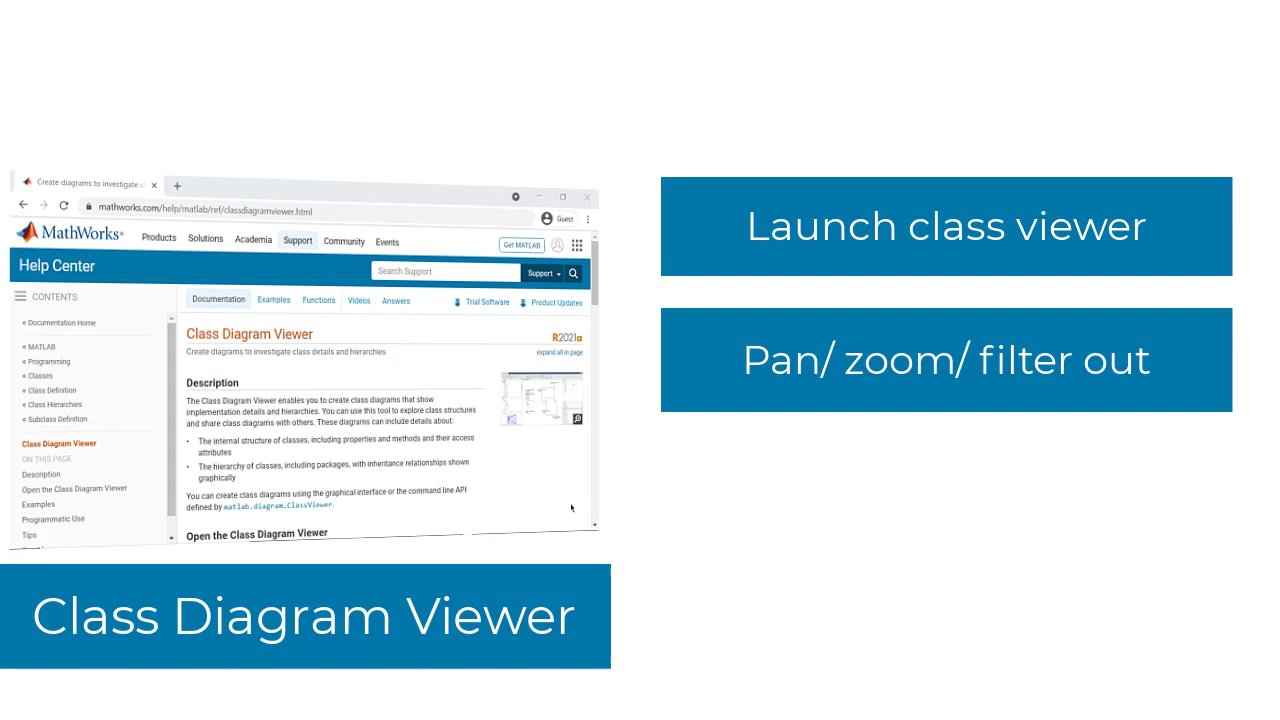 Create diagrams to investigate c
mathworks.com/help/matlab/ref/classdiagramviewer.html
Guest
MathWorks®
Products Solutions Academia Support Community Events
Get MATLAB
Help Center
Search Support
Support
CONTENTS
Documentation Examples Functions Videos Answers
Trial Software Product Updates
« Documentation Home
« MATLAB
« Programming
« Classes
« Class Definition
« Class Hierarchies
« Subclass Definition
Class Diagram Viewer
ON THIS PAGE
Description
Open the Class Diagram Viewer
Examples
Programmatic Use
Tips
Class Diagram Viewer
R2021a
Create diagrams to investigate class details and hierarchies
expand all in page
Description
The Class Diagram Viewer enables you to create class diagrams that show
implementation details and hierarchies. You can use this tool to explore class structures
and share class diagrams with others. These diagrams can include details about:
• The internal structure of classes, including properties and methods and their access
attributes
• The hierarchy of classes, including packages, with inheritance relationships shown
graphically
You can create class diagrams using the graphical interface or the command line API
defined by matlab.diagram.ClassViewer.
Open the Class Diagram Viewer
Class Diagram Viewer
Launch class viewer
Pan/ zoom/ filter out